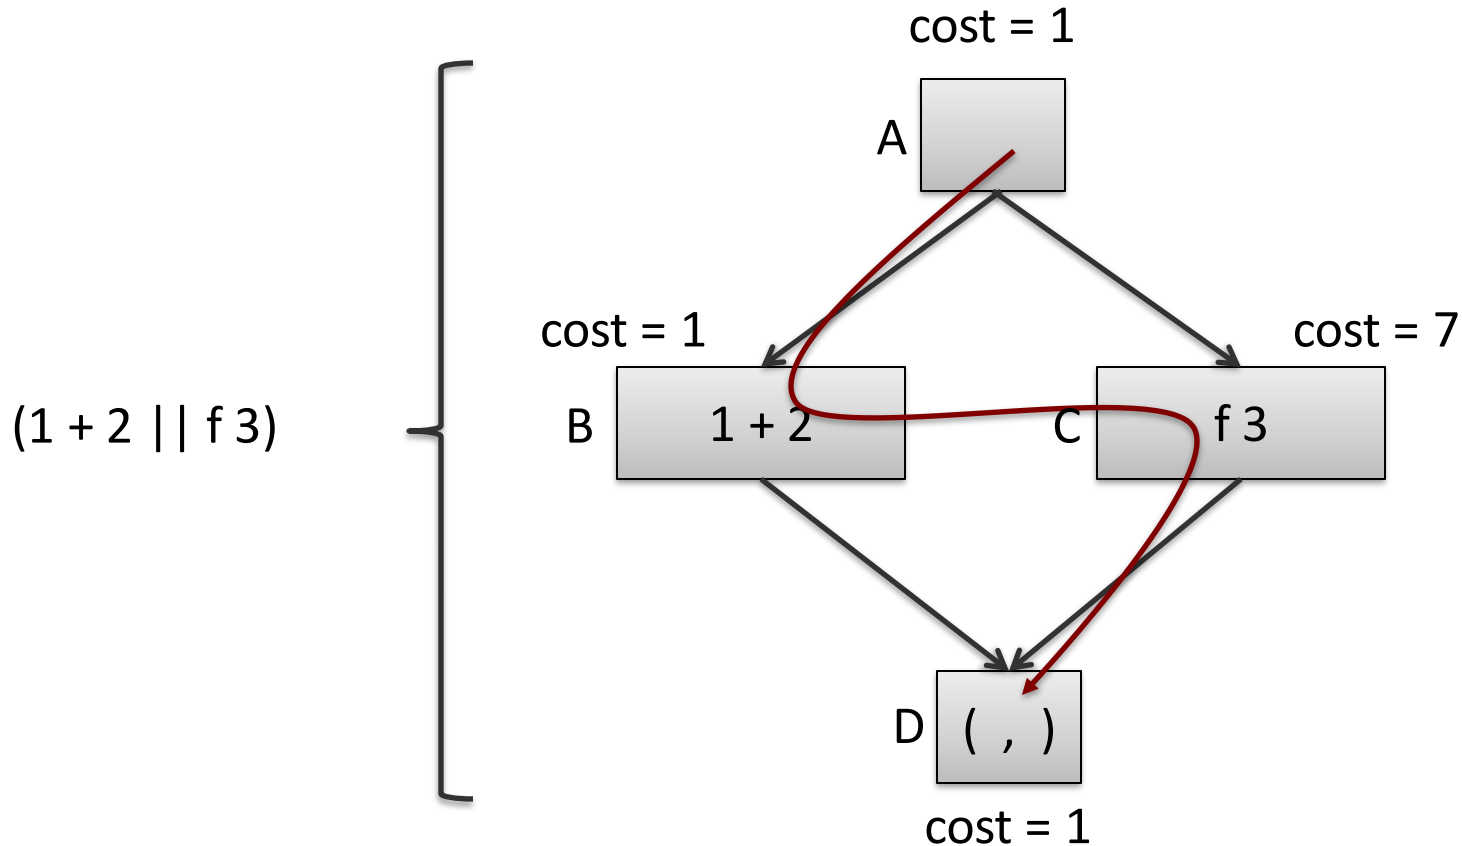 cost = 1
A
cost = 1
cost = 7
(1 + 2 || f 3)
B
1 + 2
C
f 3
D
( , )
cost = 1